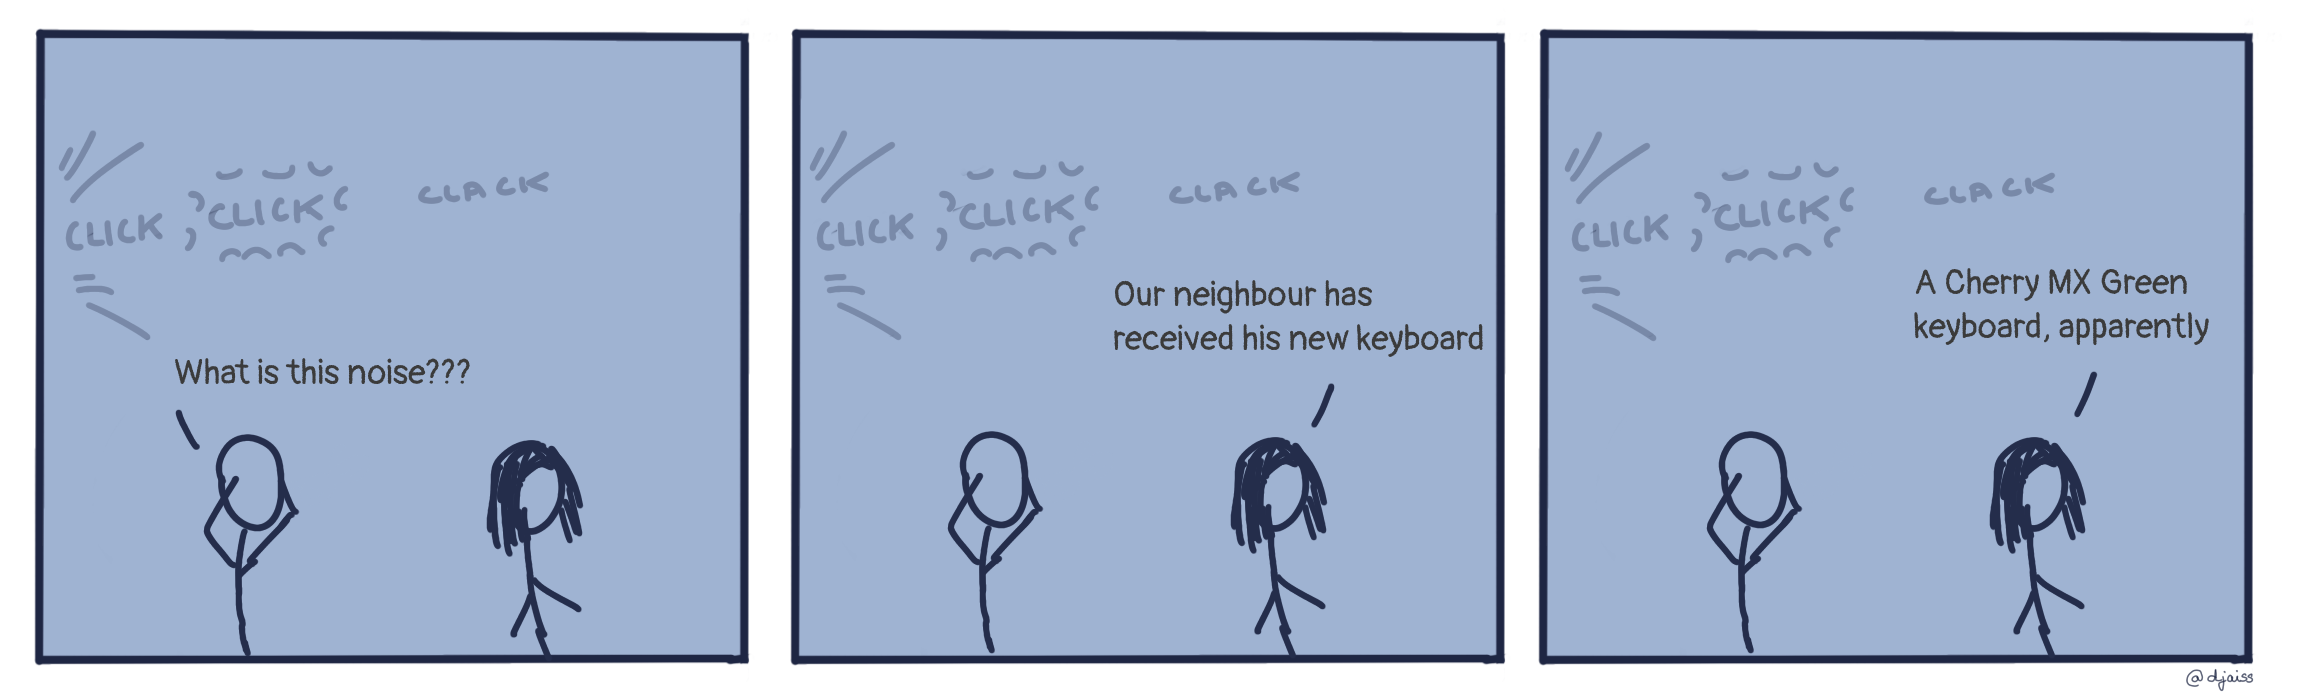 CLICK CLICK CLACK
What is this noise???
CLICK CLICK CLACK
Our neighbour has
received his new keyboard
CLICK CLICK CLACK
A Cherry MX Green
keyboard, apparently
@djaiss